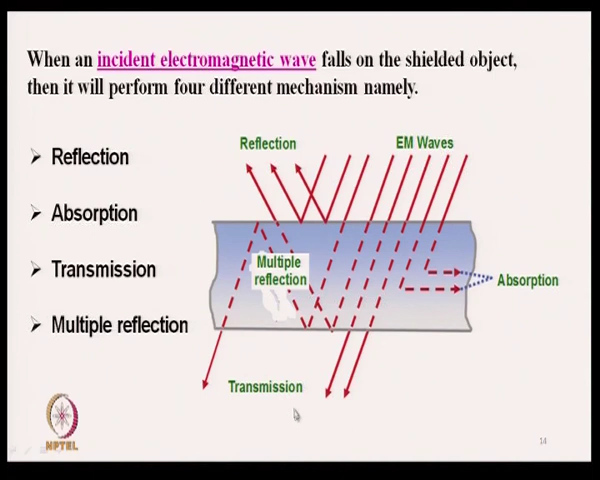 When an incident electromagnetic wave falls on the shielded object,
then it will perform four different mechanism namely.
Reflection
Absorption
Transmission
Multiple reflection
Reflection
EM Waves
Multiple
reflection
Absorption
Transmission
NPTEL
14